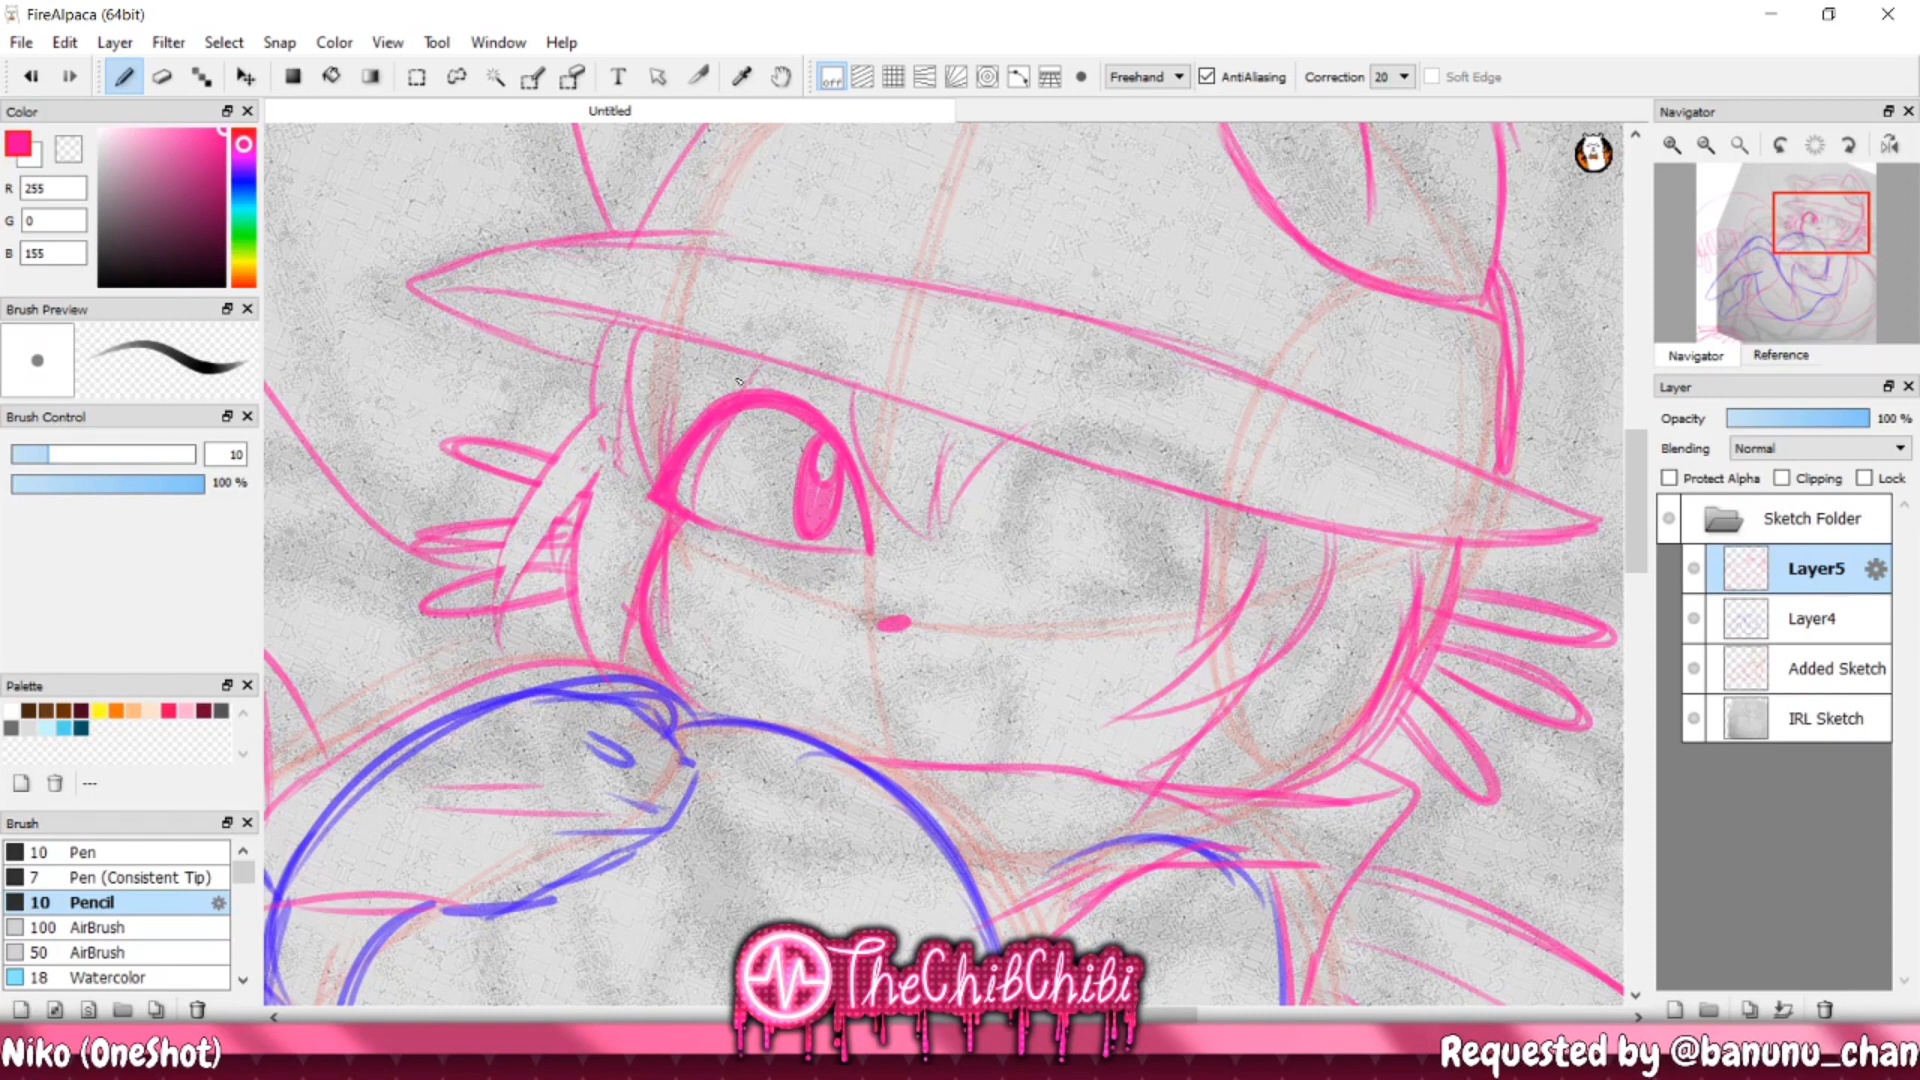 FireAlpaca (64bit)
File Edit Layer Filter Select Snap Color View Tool Window Help
T off Freehand AntiAliasing Correction 20 Soft Edge
Color
Untitled
Navigator
R 255
G 0
B 155
Brush Preview
Navigator Reference
Layer
Brush Control
Opacity 100 %
10
Blending Normal
100 %
Protect Alpha Clipping Lock
Sketch Folder
Layer5
Layer4
Added Sketch
Palette
IRL Sketch
---
Brush
10 Pen
7 Pen (Consistent Tip)
10 Pencil
100 AirBrush
50 AirBrush
18 Watercolor
S
TheChibChibi
Niko (OneShot)
Requested by @banunu_chan